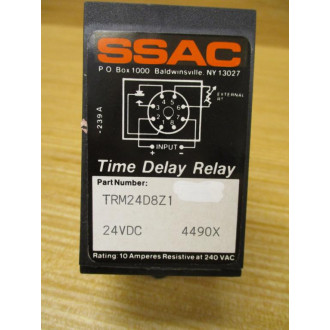 SSAC
P.O. Box 1000 Baldwinsville, NY 13027
EXTERNAL
RT
-239A
INPUT
Time Delay Relay
Part Number:
TRM24D8Z1
24VDC 4490X
Rating: 10 Amperes Resistive at 240 VAC